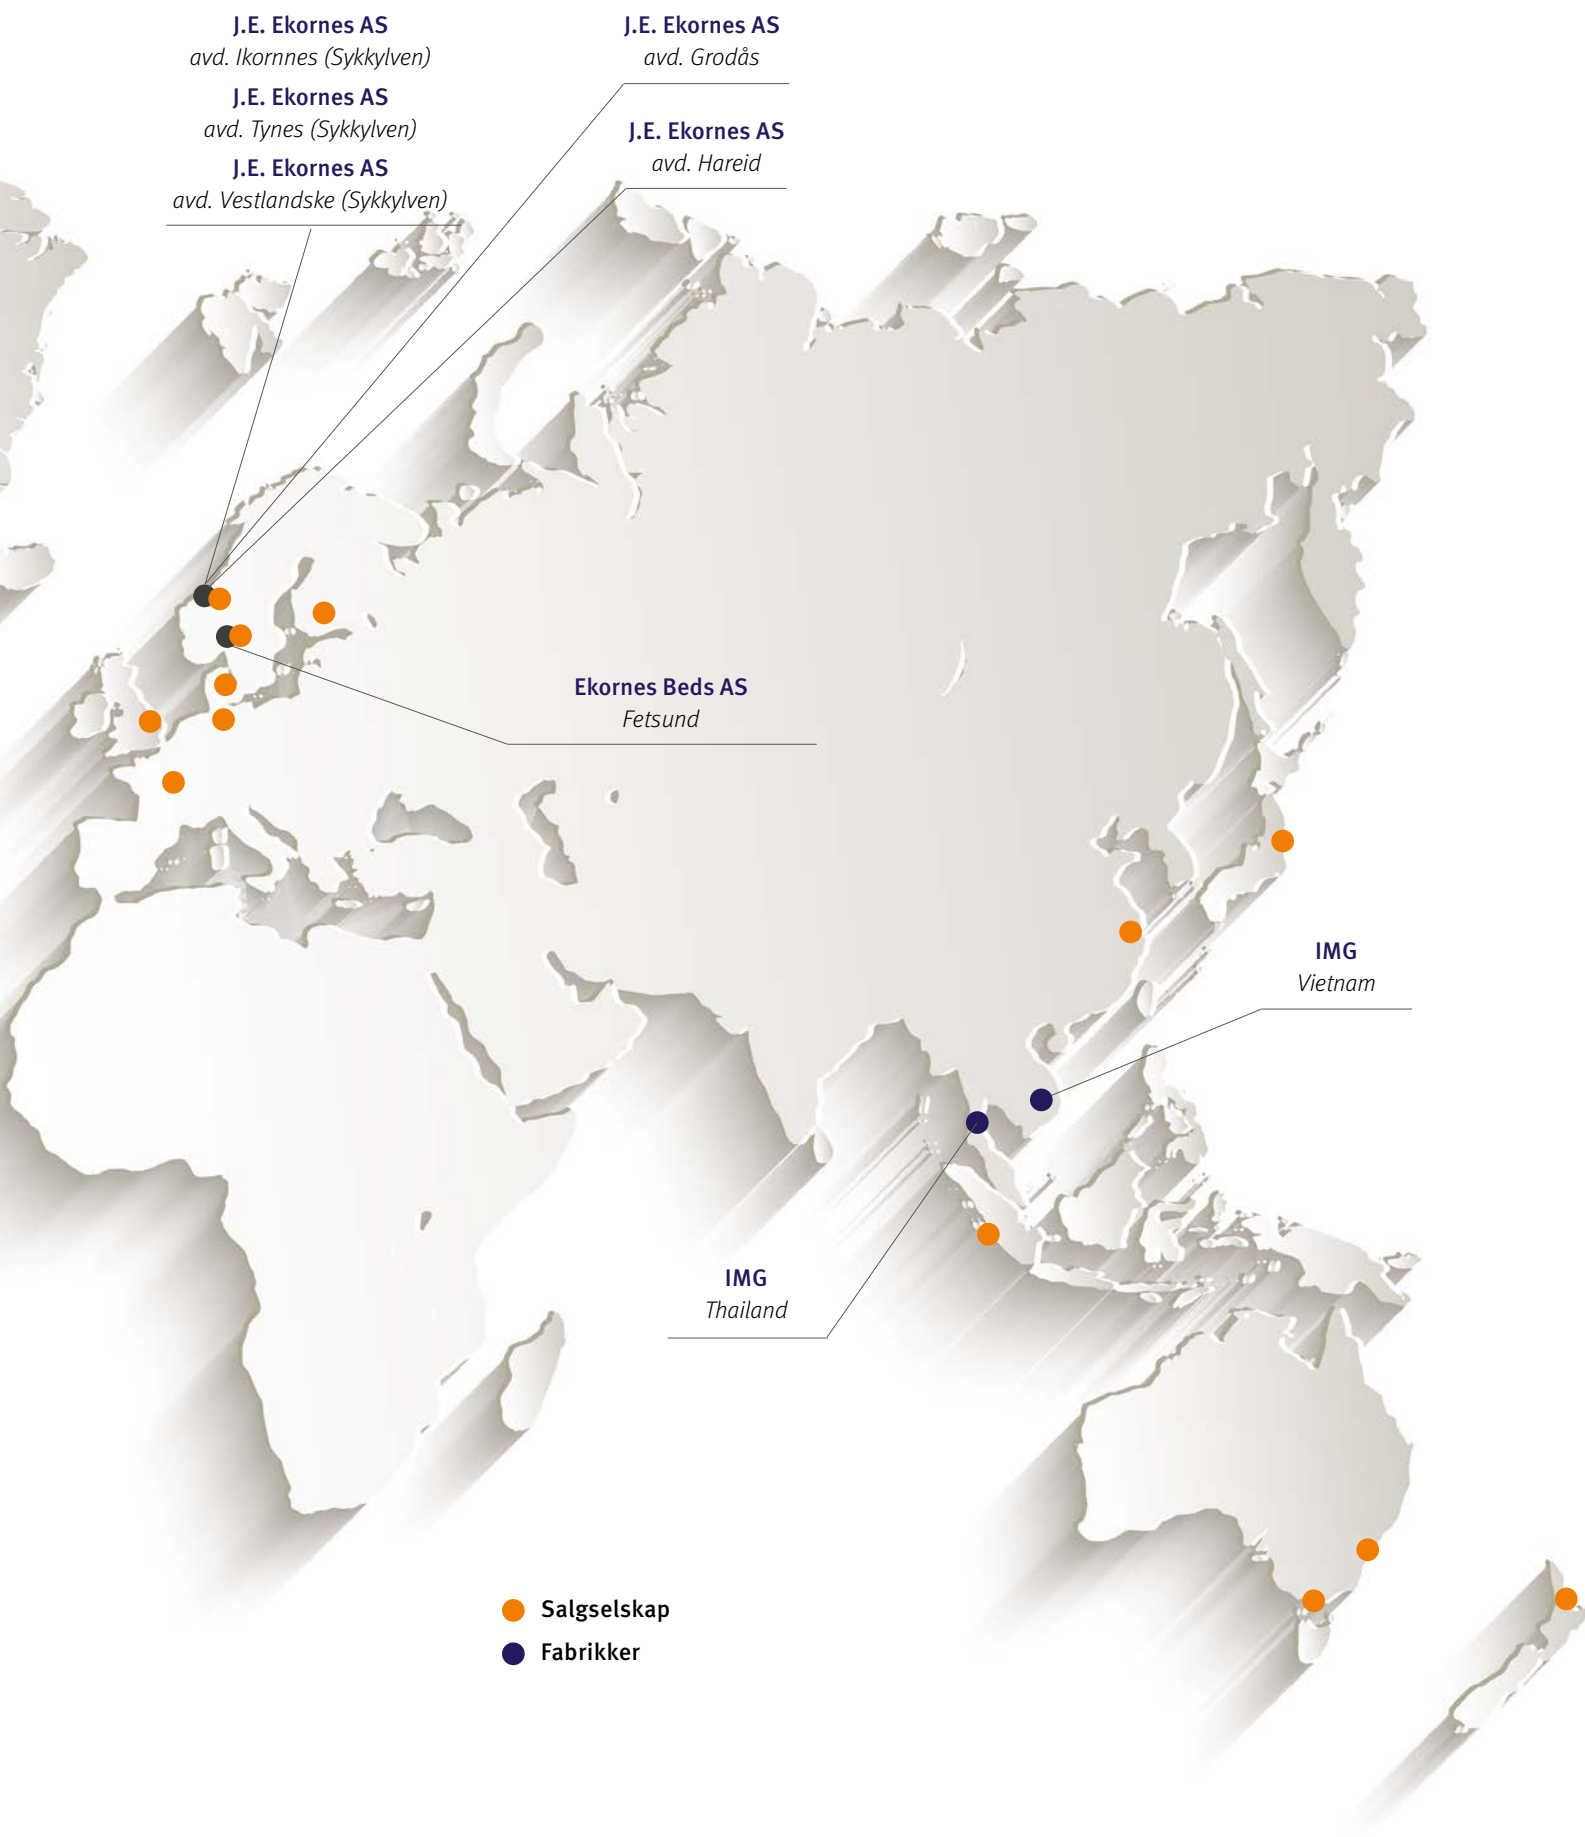 J.E. Ekornes AS
avd. Ikornnes (Sykkylven)
J.E. Ekornes AS
avd. Tynes (Sykkylven)
J.E. Ekornes AS
avd. Vestlandske (Sykkylven)
J.E. Ekornes AS
avd. Grodås
J.E. Ekornes AS
avd. Hareid
Ekornes Beds AS
Fetsund
IMG
Vietnam
IMG
Thailand
Salgselskap
Fabrikker